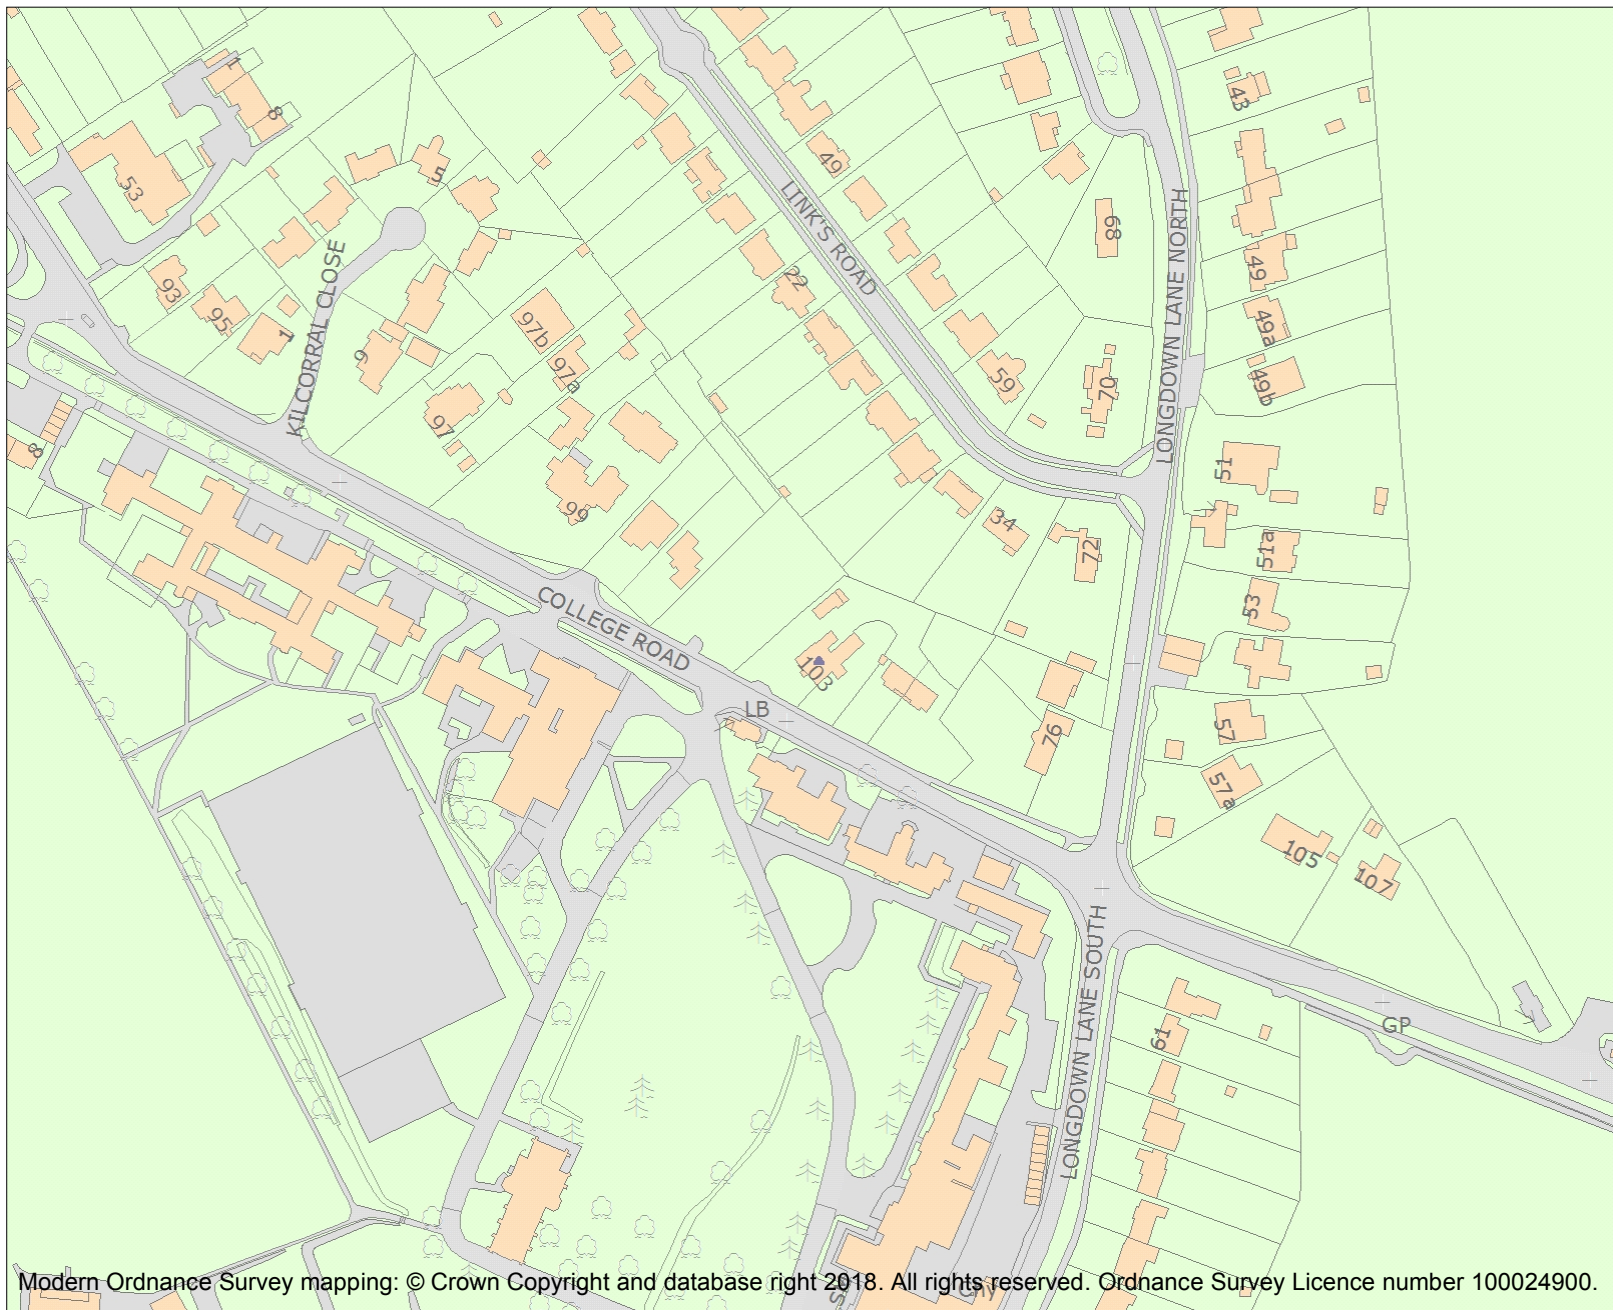 1
8
43
53
5
49
LINK'S ROAD
89
LONGDOWN LANE NORTH
KILCORRAL CLOSE
93
95
1
9
22
97b
97a
49
49a
49b
59
70
97
8
51
99
34
72
51a
53
COLLEGE ROAD
103
LB
76
57
57a
105
107
LONGDOWN LANE SOUTH
GP
61
Modern Ordnance Survey mapping: © Crown Copyright and database right 2018. All rights reserved. Ordnance Survey Licence number 100024900.